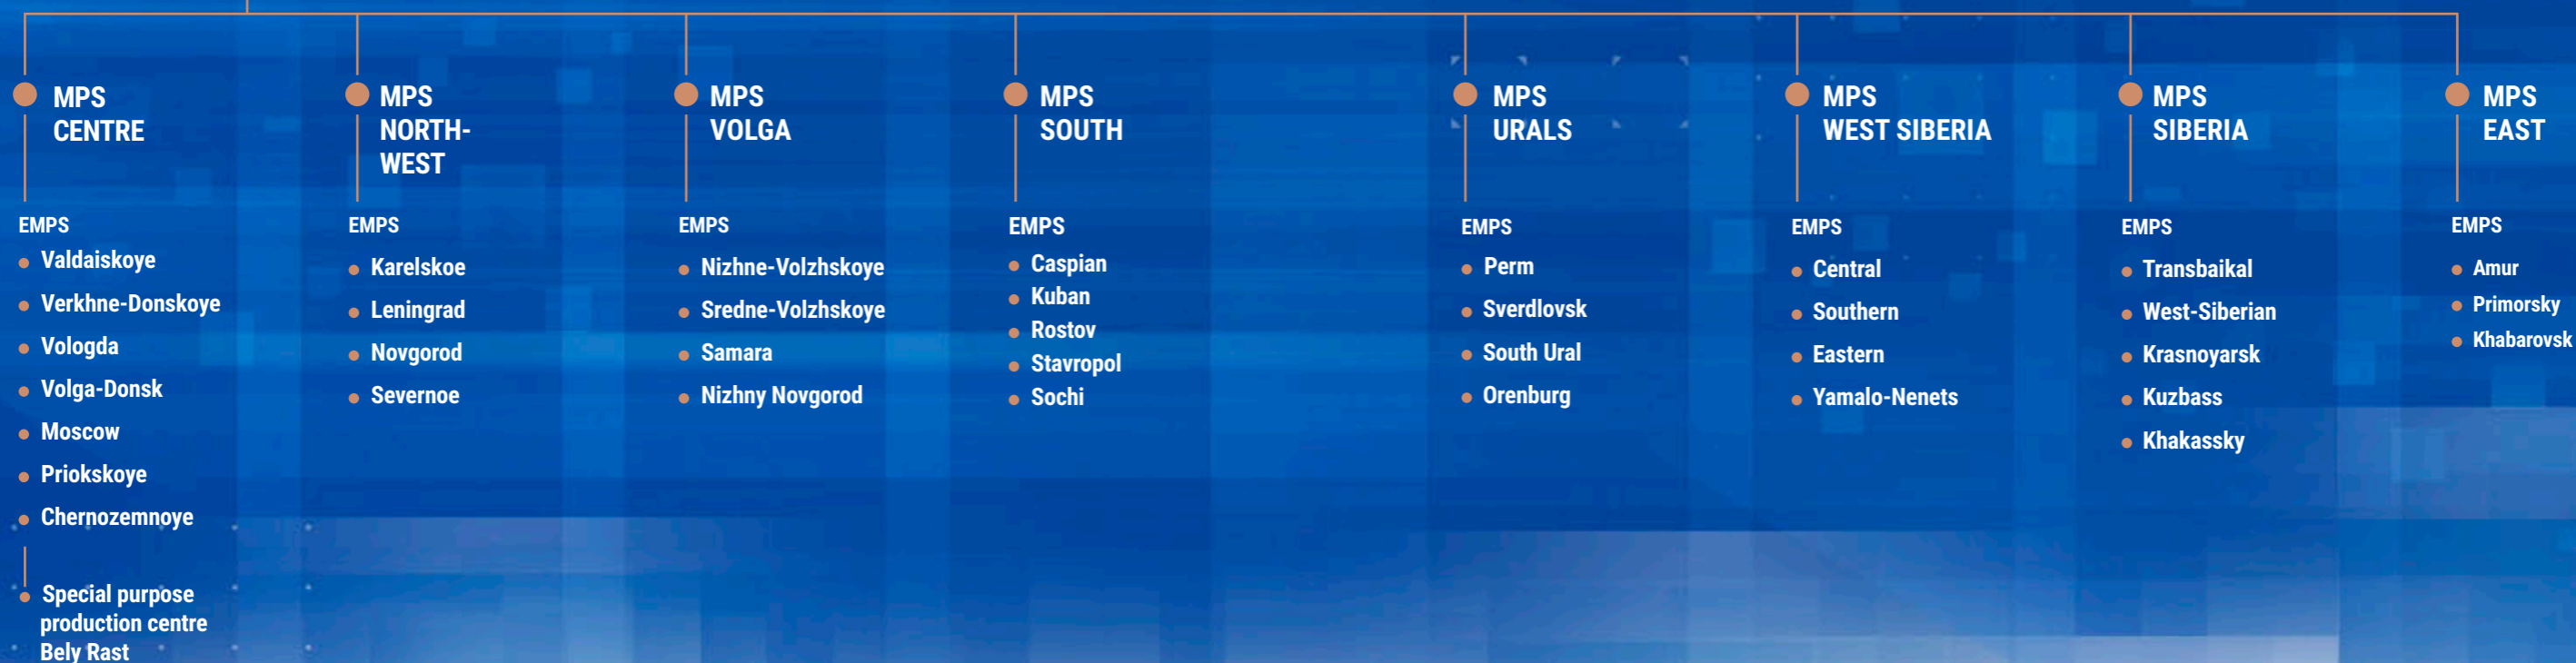 MPS
CENTRE
EMPS
Valdaiskoye
Verkhne-Donskoye
Vologda
Volga-Donsk
Moscow
Priokskoye
Chernozemnoye
Special purpose
production centre
Bely Rast
MPS
NORTH-
WEST
EMPS
Karelskoe
Leningrad
Novgorod
Severnoe
MPS
VOLGA
EMPS
Nizhne-Volzhskoye
Sredne-Volzhskoye
Samara
Nizhny Novgorod
MPS
SOUTH
EMPS
Caspian
Kuban
Rostov
Stavropol
Sochi
MPS
URALS
EMPS
Perm
Sverdlovsk
South Ural
Orenburg
MPS
WEST SIBERIA
EMPS
Central
Southern
Eastern
Yamalo-Nenets
MPS
SIBERIA
EMPS
Transbaikal
West-Siberian
Krasnoyarsk
Kuzbass
Khakassky
MPS
EAST
EMPS
Amur
Primorsky
Khabarovsk